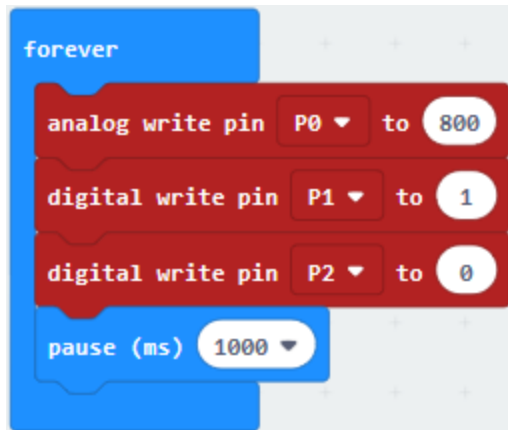 forever
analog write pin P0 to 800
digital write pin P1 to 1
digital write pin P2 to 0
pause (ms) 1000